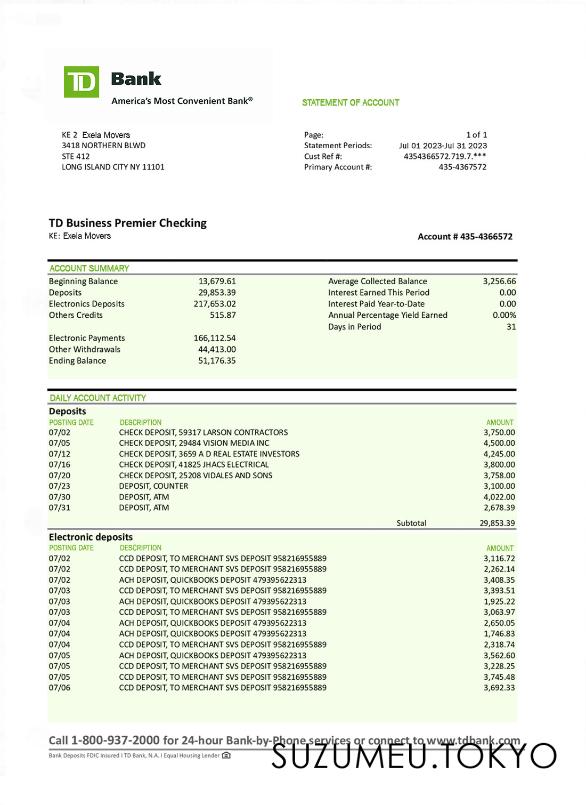 TD Bank
America's Most Convenient Bank®
STATEMENT OF ACCOUNT
KE 2 Exela Movers
3418 NORTHERN BLWD
STE 412
LONG ISLAND CITY NY 11101
Page: 1 of 1
Statement Periods: Jul 01 2023-Jul 31 2023
Cust Ref #: 4354366572.719.7.***
Primary Account #: 435-4367572
TD Business Premier Checking
KE: Exela Movers
Account # 435-4366572
ACCOUNT SUMMARY
Beginning Balance 13,679.61 Average Collected Balance 3,256.66
Deposits 29,853.39 Interest Earned This Period 0.00
Electronics Deposits 217,653.02 Interest Paid Year-to-Date 0.00
Others Credits 515.87 Annual Percentage Yield Earned 0.00%
Days in Period 31
Electronic Payments 166,112.54
Other Withdrawals 44,413.00
Ending Balance 51,176.35
DAILY ACCOUNT ACTIVITY
Deposits
POSTING DATE DESCRIPTION AMOUNT
07/02 CHECK DEPOSIT, 59317 LARSON CONTRACTORS 3,750.00
07/05 CHECK DEPOSIT, 29484 VISION MEDIA INC 4,500.00
07/12 CHECK DEPOSIT, 3659 A D REAL ESTATE INVESTORS 4,245.00
07/16 CHECK DEPOSIT, 41825 JHACS ELECTRICAL 3,800.00
07/20 CHECK DEPOSIT, 25208 VIDALES AND SONS 3,758.00
07/23 DEPOSIT, COUNTER 3,100.00
07/30 DEPOSIT, ATM 4,022.00
07/31 DEPOSIT, ATM 2,678.39
Subtotal 29,853.39
Electronic deposits
POSTING DATE DESCRIPTION AMOUNT
07/02 CCD DEPOSIT, TO MERCHANT SVS DEPOSIT 958216955889 3,116.72
07/02 CCD DEPOSIT, TO MERCHANT SVS DEPOSIT 958216955889 2,262.14
07/02 ACH DEPOSIT, QUICKBOOKS DEPOSIT 479395622313 3,408.35
07/03 CCD DEPOSIT, TO MERCHANT SVS DEPOSIT 958216955889 3,393.51
07/03 ACH DEPOSIT, QUICKBOOKS DEPOSIT 479395622313 1,925.22
07/03 CCD DEPOSIT, TO MERCHANT SVS DEPOSIT 958216955889 3,063.97
07/04 ACH DEPOSIT, QUICKBOOKS DEPOSIT 479395622313 2,650.05
07/04 ACH DEPOSIT, QUICKBOOKS DEPOSIT 479395622313 1,746.83
07/04 CCD DEPOSIT, TO MERCHANT SVS DEPOSIT 958216955889 2,318.74
07/05 ACH DEPOSIT, QUICKBOOKS DEPOSIT 479395622313 3,562.60
07/05 CCD DEPOSIT, TO MERCHANT SVS DEPOSIT 958216955889 3,228.25
07/05 CCD DEPOSIT, TO MERCHANT SVS DEPOSIT 958216955889 3,745.48
07/06 CCD DEPOSIT, TO MERCHANT SVS DEPOSIT 958216955889 3,692.33
Call 1-800-937-2000 for 24-hour Bank-by-Phone services or connect to www.tdbank.com
Bank Deposits FDIC Insured I TD Bank, N.A. I Equal Housing Lender
SUZUMEU.TOKYO